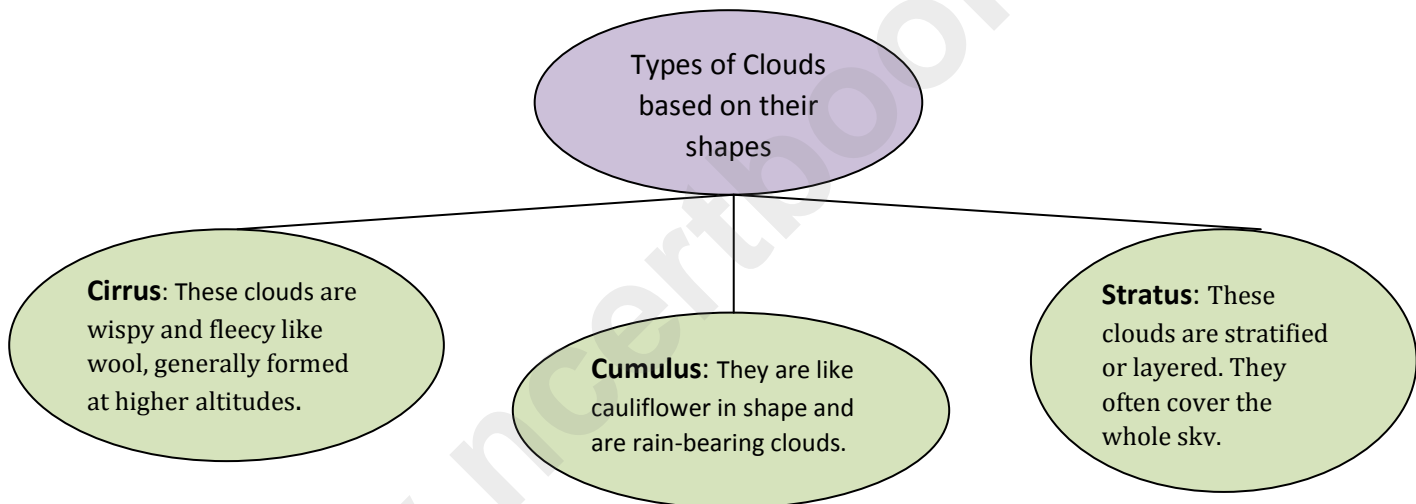 Types of Clouds
based on their
shapes
Cirrus: These clouds are
wispy and fleecy like
wool, generally formed
at higher altitudes.
Cumulus: They are like
cauliflower in shape and
are rain-bearing clouds.
Stratus: These
clouds are stratified
or layered. They
often cover the
whole sky.
ncertboo